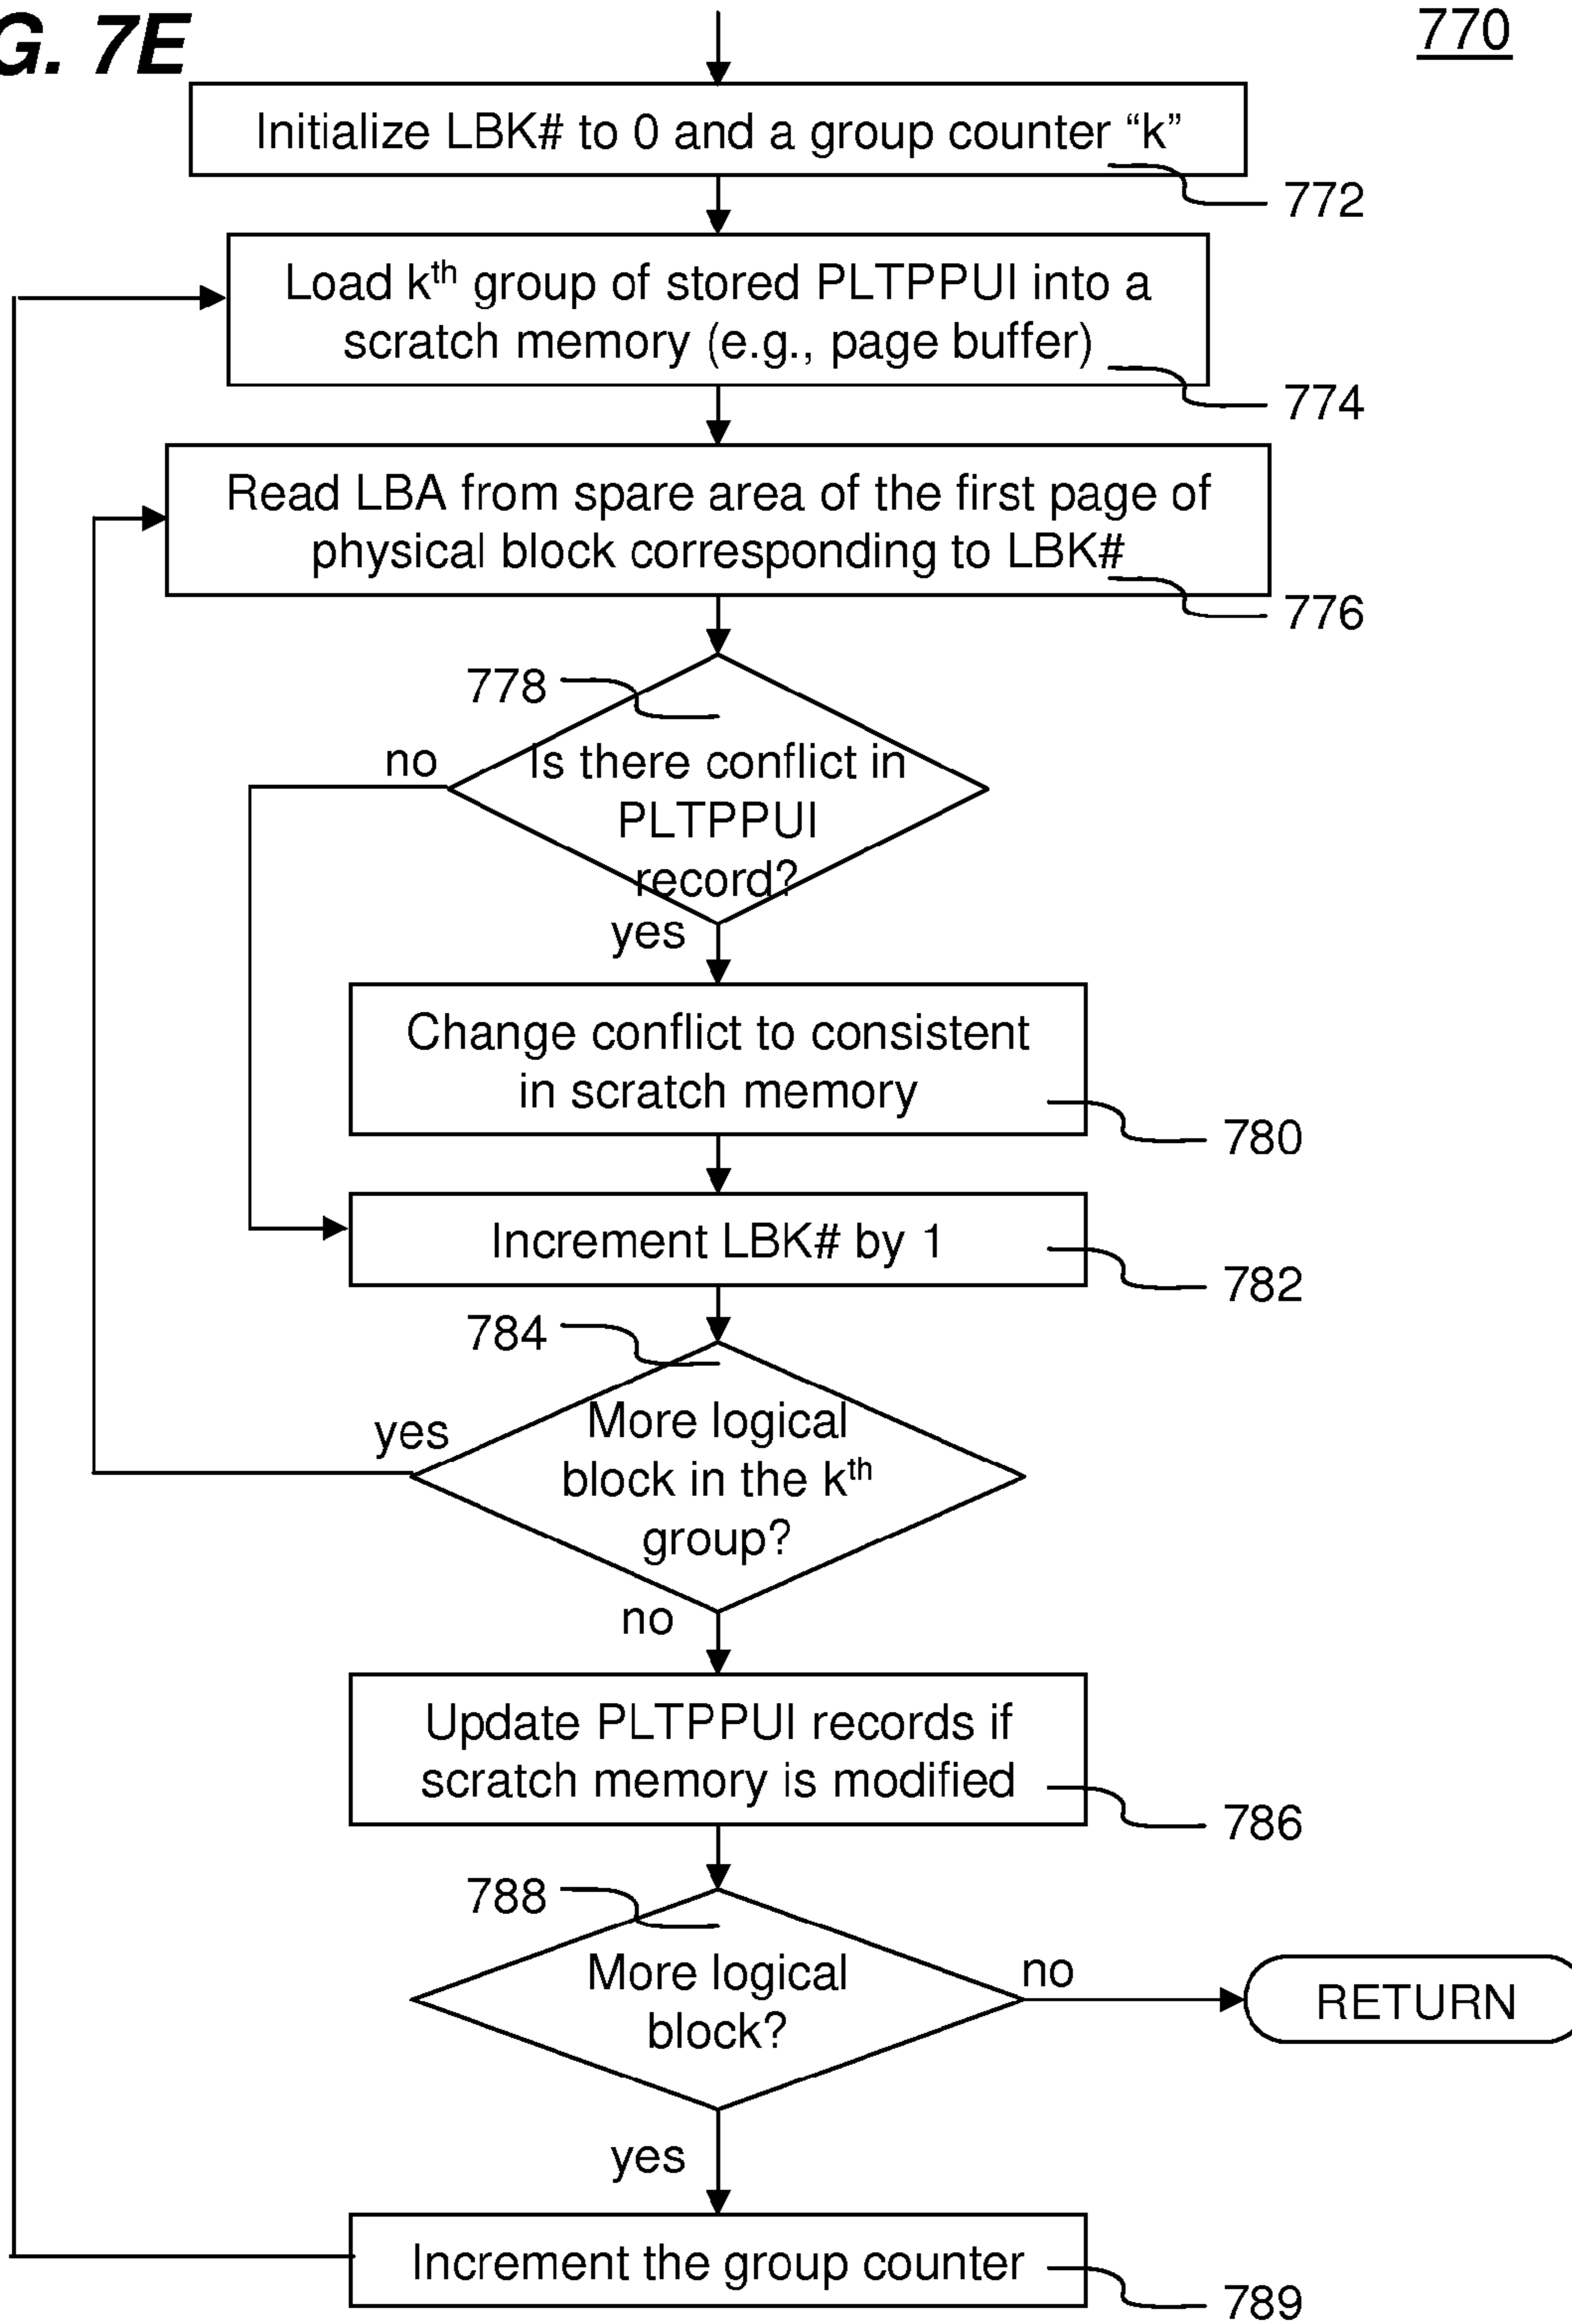 G. 7E
770
Initialize LBK# to 0 and a group counter “k”
772
Load kth group of stored PLTPPUI into a
scratch memory (e.g., page buffer)
774
Read LBA from spare area of the first page of
physical block corresponding to LBK#
776
778
no
Is there conflict in
PLTPPUI
record?
yes
Change conflict to consistent
in scratch memory
780
Increment LBK# by 1
782
784
yes
More logical
block in the kth
group?
no
Update PLTPPUI records if
scratch memory is modified
786
788
More logical
block?
no
RETURN
yes
Increment the group counter
789